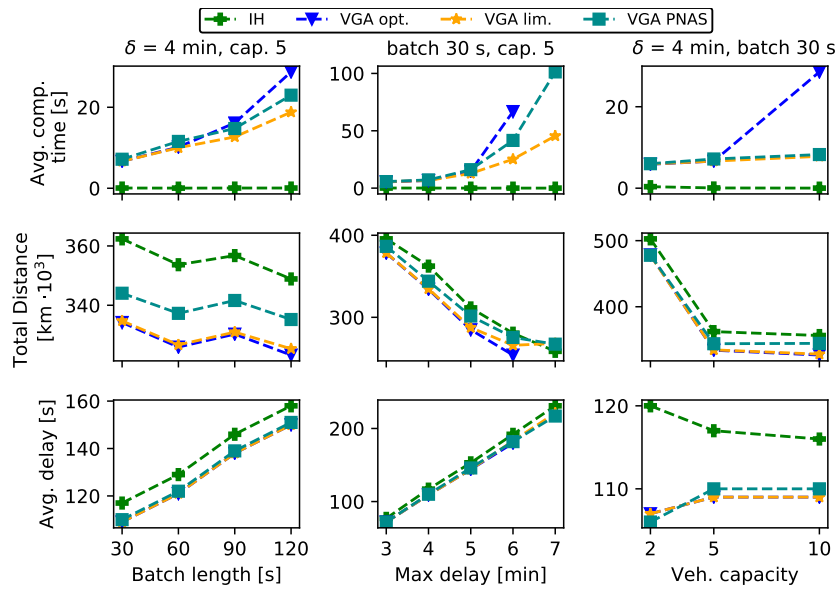 IH VGA opt. VGA lim. VGA PNAS
δ = 4 min, cap. 5
batch 30 s, cap. 5
δ = 4 min, batch 30 s
Avg. comp.
time [s]
20
0
100
50
0
20
0
Total Distance
[km ·10³]
360
340
400
300
500
400
Avg. delay [s]
160
140
120
200
100
120
110
30 60 90 120
3 4 5 6 7
2 5 10
Batch length [s]
Max delay [min]
Veh. capacity